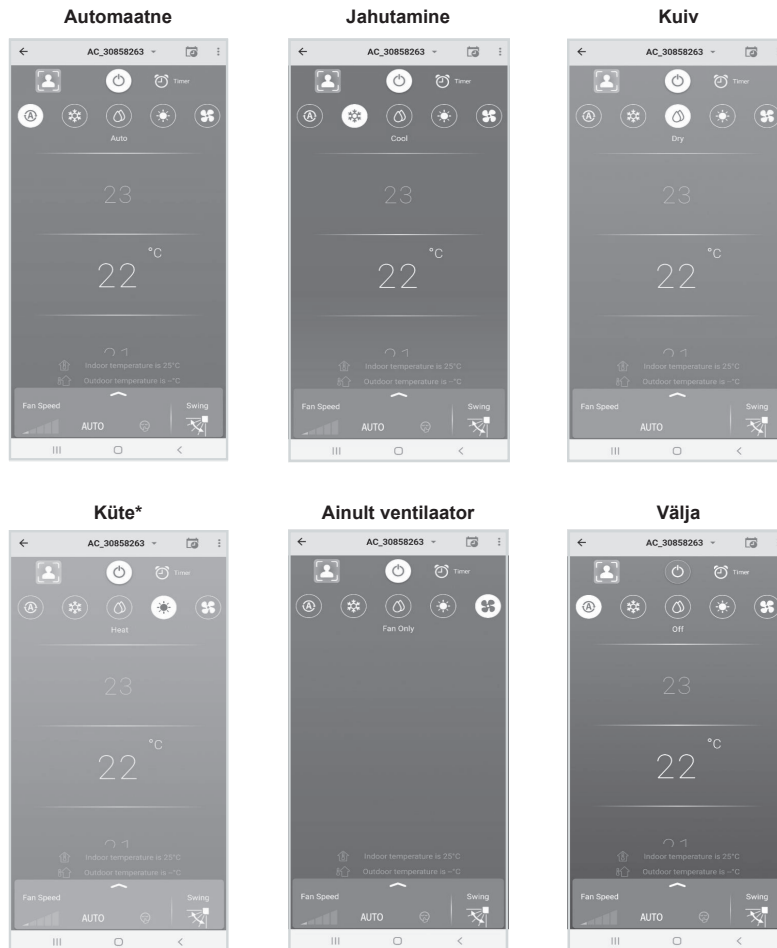 Automaatne
AC_30858263
Timer
Auto
23
22 °C
21
Indoor temperature is 25°C
Outdoor temperature is --°C
Fan Speed
Swing
AUTO
Jahutamine
AC_30858263
Timer
Cool
23
22 °C
21
Indoor temperature is 25°C
Outdoor temperature is --°C
Fan Speed
Swing
AUTO
Kuiv
AC_30858263
Timer
Dry
23
22 °C
21
Indoor temperature is 25°C
Outdoor temperature is --°C
Fan Speed
Swing
AUTO
Küte*
AC_30858263
Timer
Heat
23
22 °C
21
Indoor temperature is 25°C
Outdoor temperature is --°C
Fan Speed
Swing
AUTO
Ainult ventilaator
AC_30858263
Timer
Fan Only
Indoor temperature is 25°C
Outdoor temperature is --°C
Fan Speed
Swing
AUTO
Välja
AC_30858263
Timer
Off
23
22 °C
21
Indoor temperature is 25°C
Outdoor temperature is --°C
Fan Speed
Swing
AUTO